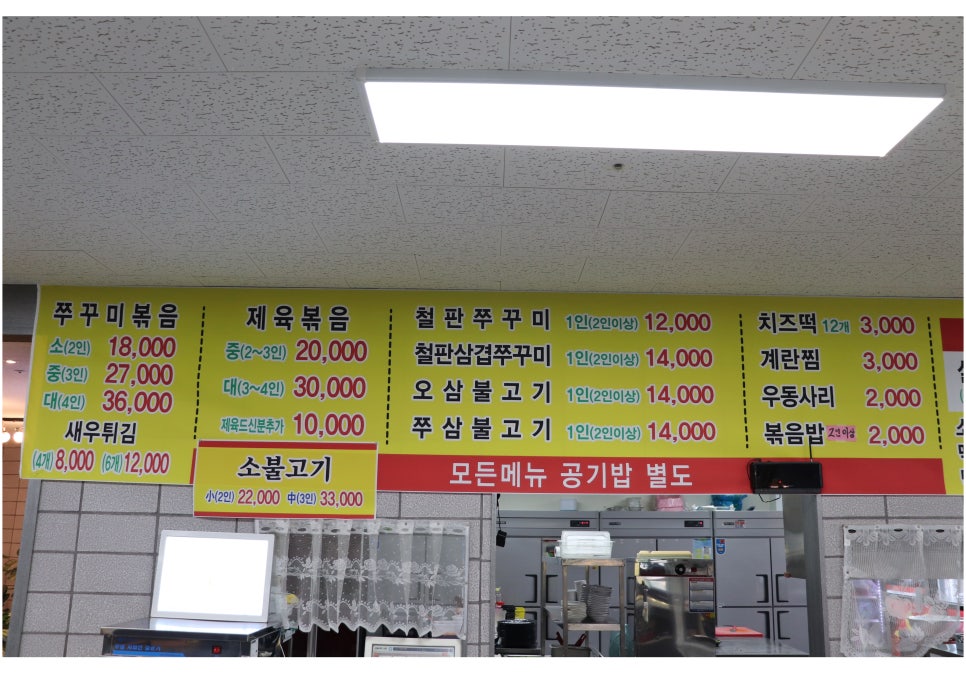 쭈꾸미볶음
소(2인) 18,000
중(3인) 27,000
대(4인) 36,000
새우튀김
(4개) 8,000 (6개) 12,000
제육볶음
중(2~3인) 20,000
대(3~4인) 30,000
제육드신분추가 10,000
소불고기
小(2인) 22,000 中(3인) 33,000
철판쭈꾸미 1인(2인이상) 12,000
철판삼겹쭈꾸미 1인(2인이상) 14,000
오삼불고기 1인(2인이상) 14,000
쭈삼불고기 1인(2인이상) 14,000
치즈떡 12개 3,000
계란찜 3,000
우동사리 2,000
볶음밥 2인이상 2,000
모든메뉴 공기밥 별도